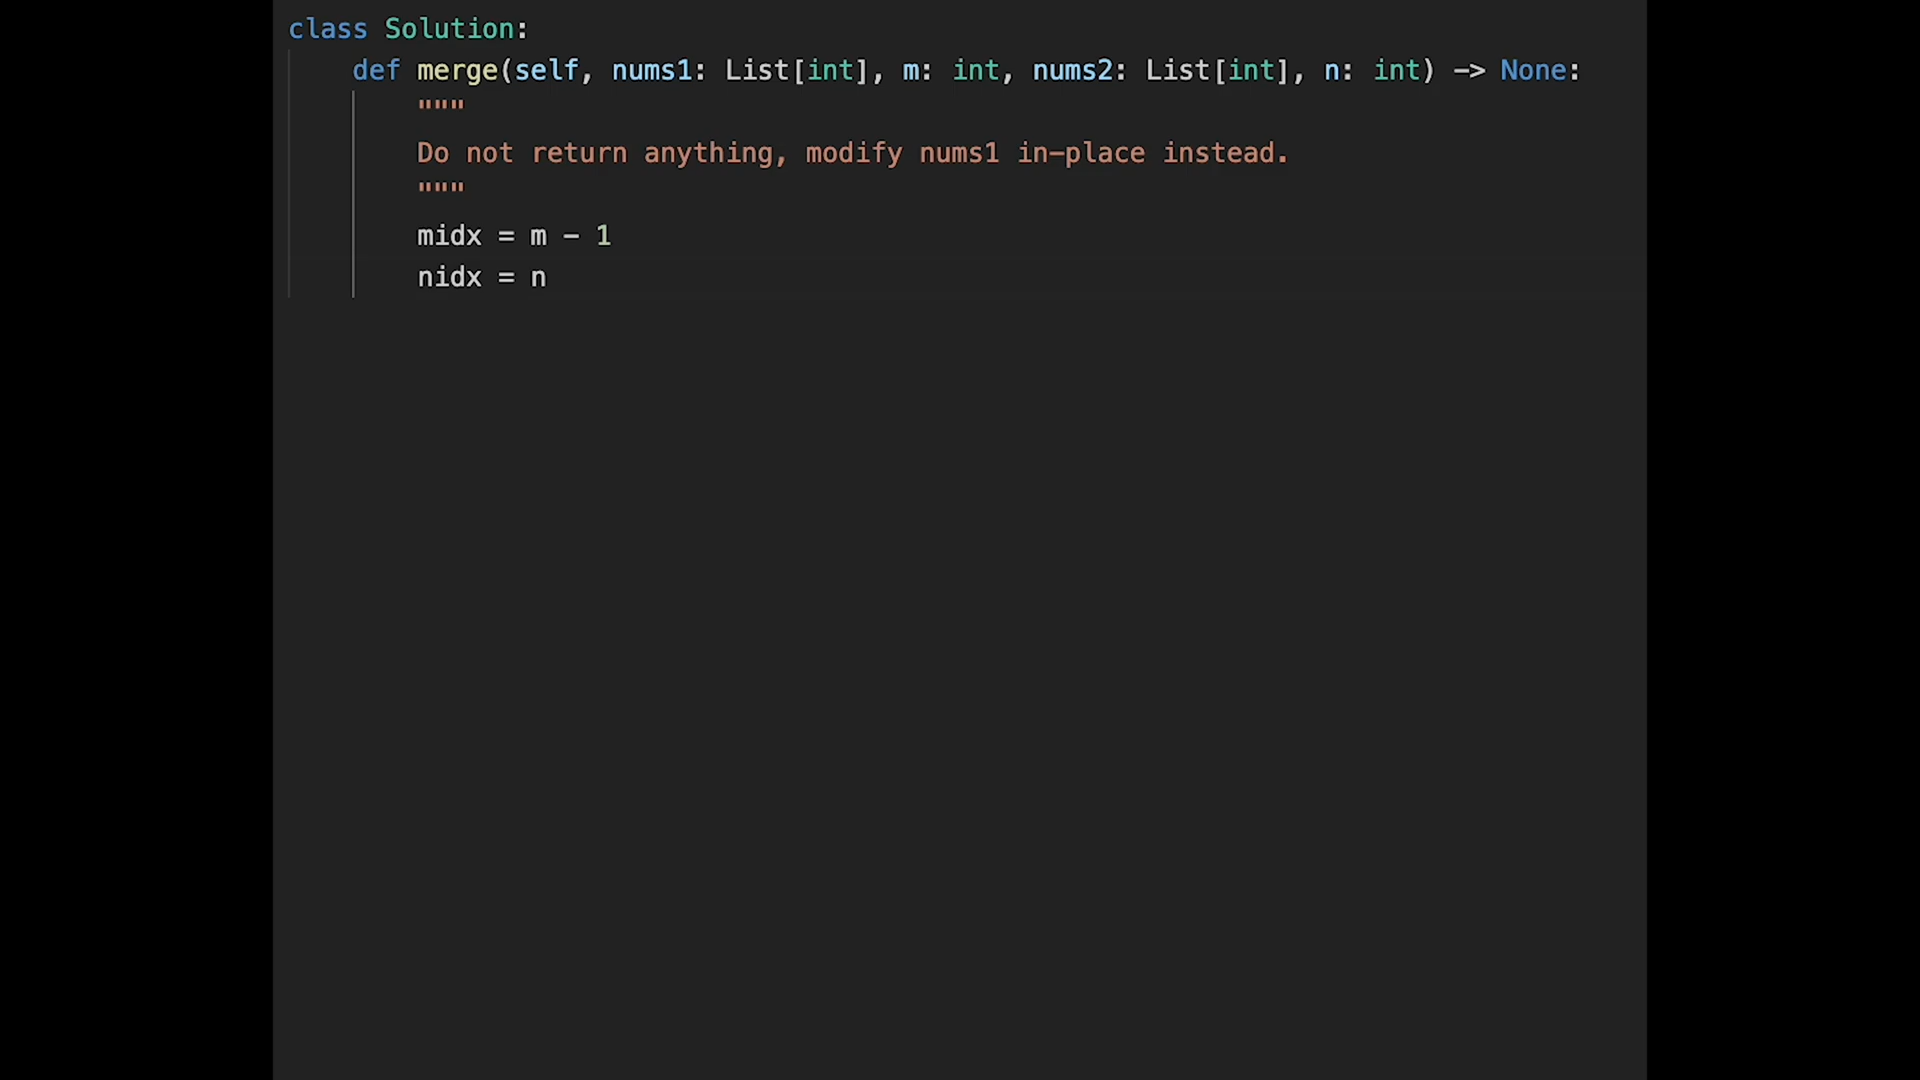 class Solution:
def merge(self, nums1: List[int], m: int, nums2: List[int], n: int) -> None:
"""
Do not return anything, modify nums1 in-place instead.
"""
midx = m - 1
nidx = n